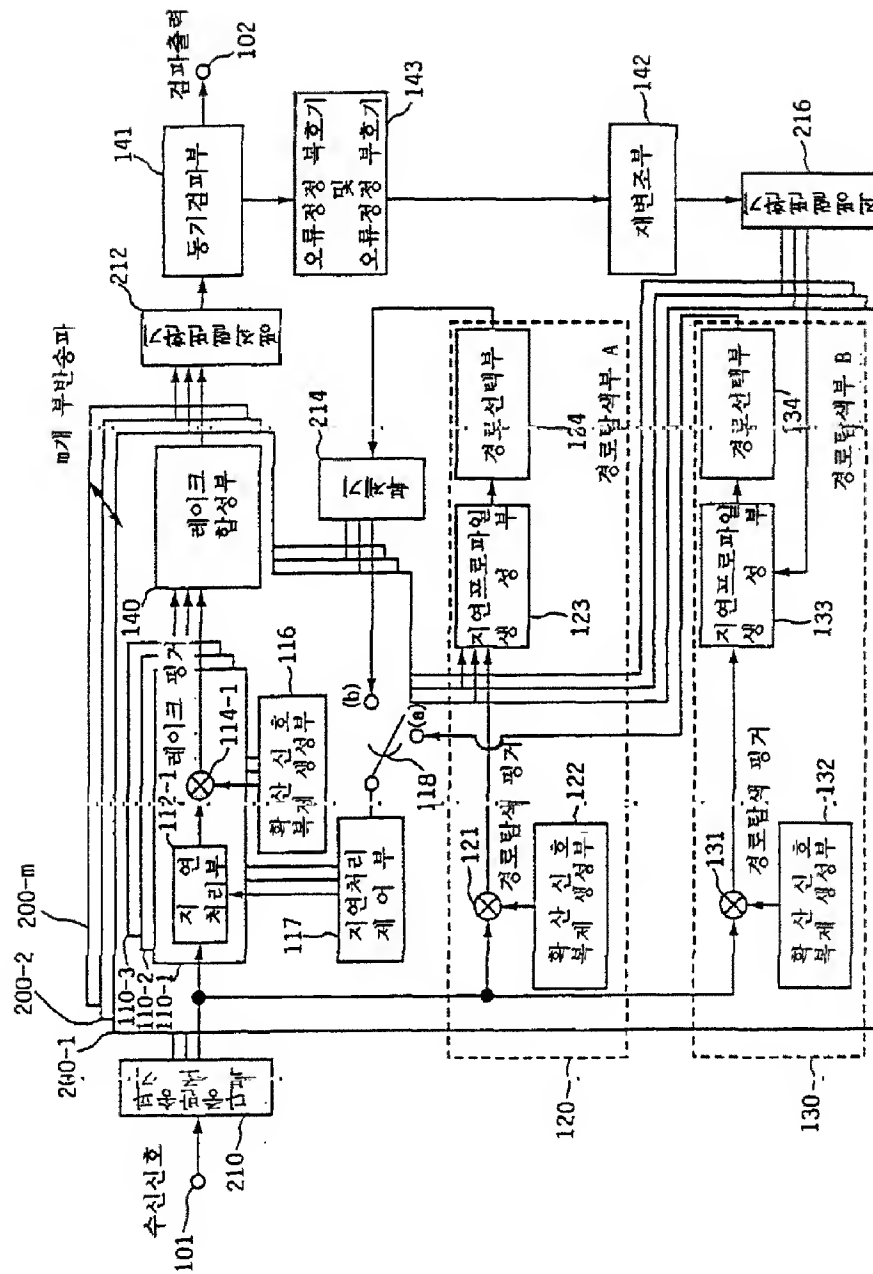 수신신호
101
210
200-1
200-2
200-m
m개 부반송파
110-1
110-2
110-3
레이크 핑거
지 연
처리부
112-1
114-1
확 산 신 호
복제 생성부
116
지연처리
제 어 부
117
118
(a)
(b)
140
레이크
합성부
212
214
동기검파부
141
검파출력
102
오류정정 복호기
및
오류정정 부호기
143
재변조부
142
216
121
경로탐색 핑거
확 산 신 호
복제 생성부
122
지연프로파일
생 성 부
123
경로선택부
124
경로탐색부 A
120
131
경로탐색 핑거
확 산 신 호
복제 생성부
132
지연프로파일
생 성 부
133
경로선택부
134
경로탐색부 B
130